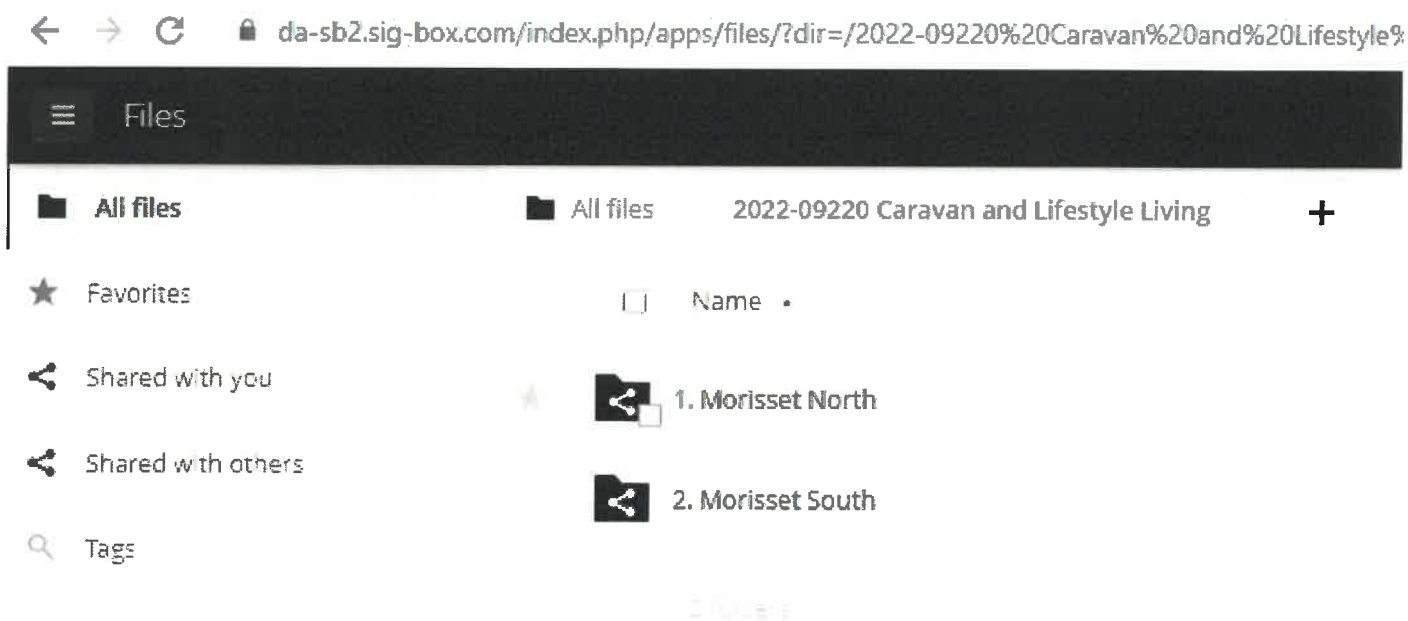 da-sb2.sig-box.com/index.php/apps/files/?dir=/2022-09220%20Caravan%20and%20Lifestyle%
Files
All files
Favorites
Shared with you
Shared with others
Tags
All files 2022-09220 Caravan and Lifestyle Living +
Name
1. Morisset North
2. Morisset South
2 folders